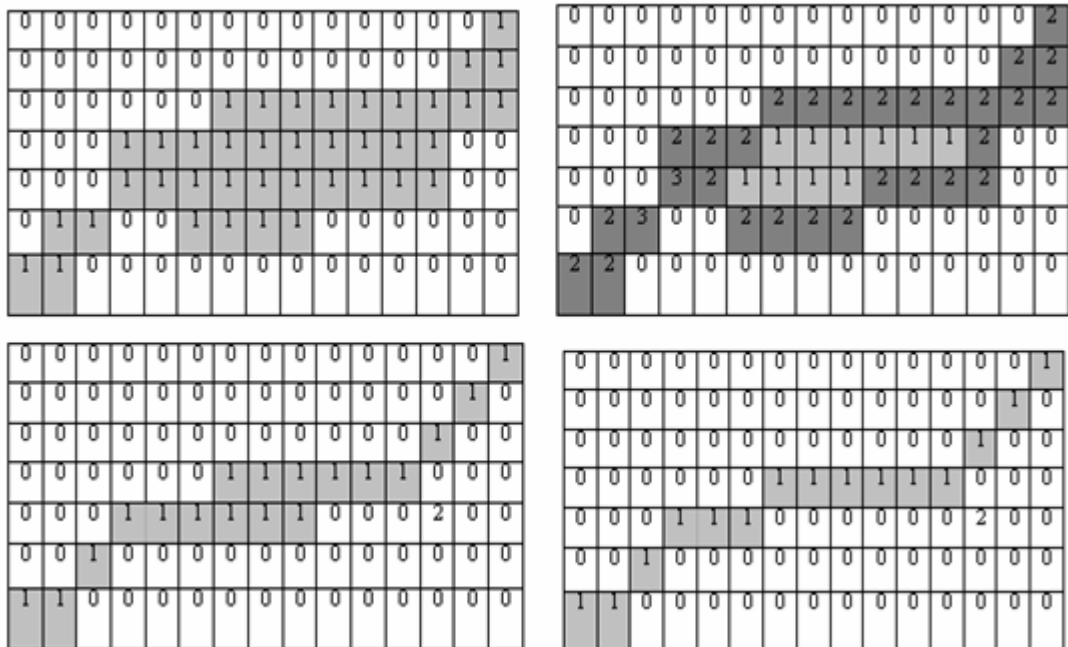 0 0 0 0 0 0 0 0 0 0 0 0 0 0 1
0 0 0 0 0 0 0 0 0 0 0 0 0 1 1
0 0 0 0 0 0 1 1 1 1 1 1 1 1 1
0 0 0 1 1 1 1 1 1 1 1 1 1 0 0
0 0 0 1 1 1 1 1 1 1 1 1 1 0 0
0 1 1 0 0 1 1 1 1 0 0 0 0 0 0
1 1 0 0 0 0 0 0 0 0 0 0 0 0 0
0 0 0 0 0 0 0 0 0 0 0 0 0 0 2
0 0 0 0 0 0 0 0 0 0 0 0 0 2 2
0 0 0 0 0 0 2 2 2 2 2 2 2 2 2
0 0 0 2 2 2 1 1 1 1 1 1 2 0 0
0 0 0 3 2 1 1 1 1 2 2 2 2 0 0
0 2 3 0 0 2 2 2 2 0 0 0 0 0 0
2 2 0 0 0 0 0 0 0 0 0 0 0 0 0
0 0 0 0 0 0 0 0 0 0 0 0 0 0 1
0 0 0 0 0 0 0 0 0 0 0 0 0 1 0
0 0 0 0 0 0 0 0 0 0 0 0 1 0 0
0 0 0 0 0 0 1 1 1 1 1 1 0 0 0
0 0 0 1 1 1 1 1 1 0 0 0 2 0 0
0 0 1 0 0 0 0 0 0 0 0 0 0 0 0
1 1 0 0 0 0 0 0 0 0 0 0 0 0 0
0 0 0 0 0 0 0 0 0 0 0 0 0 0 1
0 0 0 0 0 0 0 0 0 0 0 0 0 1 0
0 0 0 0 0 0 0 0 0 0 0 0 1 0 0
0 0 0 0 0 0 1 1 1 1 1 1 0 0 0
0 0 0 1 1 1 0 0 0 0 0 0 2 0 0
0 0 1 0 0 0 0 0 0 0 0 0 0 0 0
1 1 0 0 0 0 0 0 0 0 0 0 0 0 0